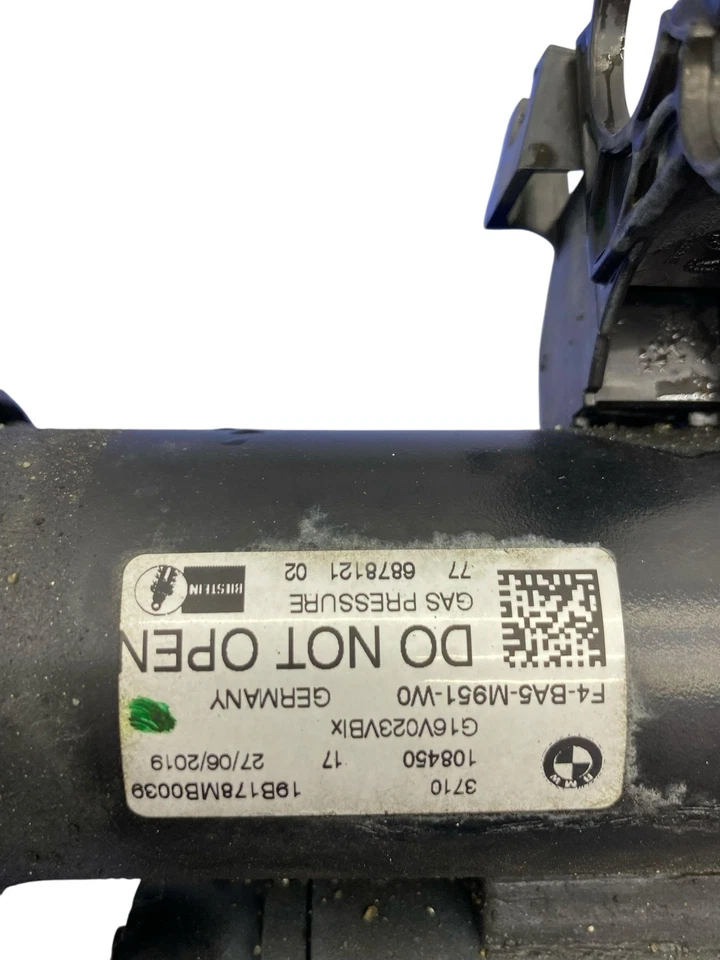 3710 19B178MB0039
108450 17 27/06/2019
G16V023VBIx
F4-BA5-M951-W0 GERMANY
DO NOT OPEN
GAS PRESSURE
77 6878121 02
BILSTEIN
BMW